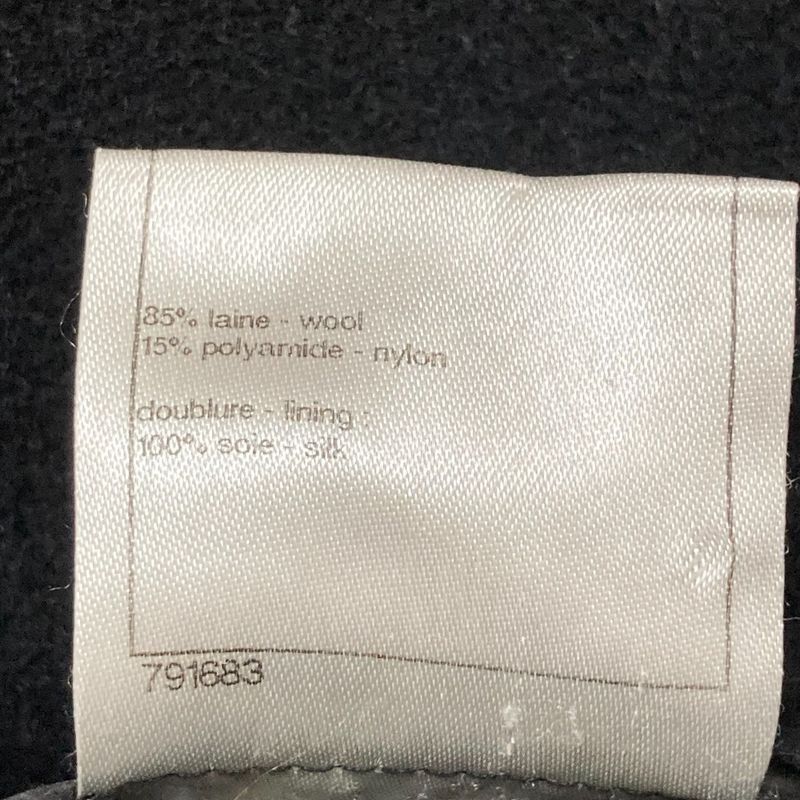 85% laine - wool
15% polyamide - nylon
doublure - lining :
100% soie - silk
791683